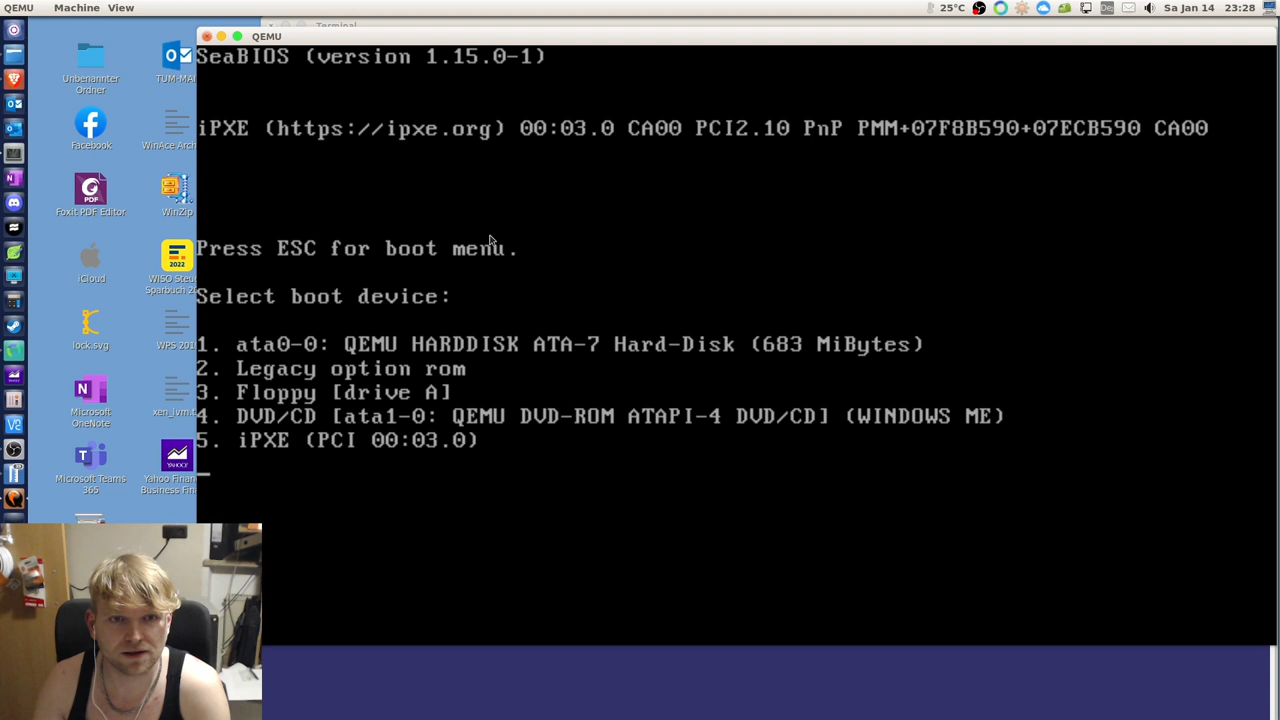 QEMU Machine View
25°C De Sa Jan 14 23:28
Terminal
QEMU
Unbenannter
Ordner
TUM-MAI
Facebook
WinAce Arch
Foxit PDF Editor
WinZip
iCloud
2022
WISO Steu
Sparbuch 20
lock.svg
WPS 201
Microsoft
OneNote
xen_lvm.t
Microsoft Teams
365
YAHOO!
Yahoo Finan
Business Fin
SeaBIOS (version 1.15.0-1)
iPXE (https://ipxe.org) 00:03.0 CA00 PCI2.10 PnP PMM+07F8B590+07ECB590 CA00
Press ESC for boot menu.
Select boot device:
1. ata0-0: QEMU HARDDISK ATA-7 Hard-Disk (683 MiBytes)
2. Legacy option rom
3. Floppy [drive A]
4. DVD/CD [ata1-0: QEMU DVD-ROM ATAPI-4 DVD/CD] (WINDOWS ME)
5. iPXE (PCI 00:03.0)